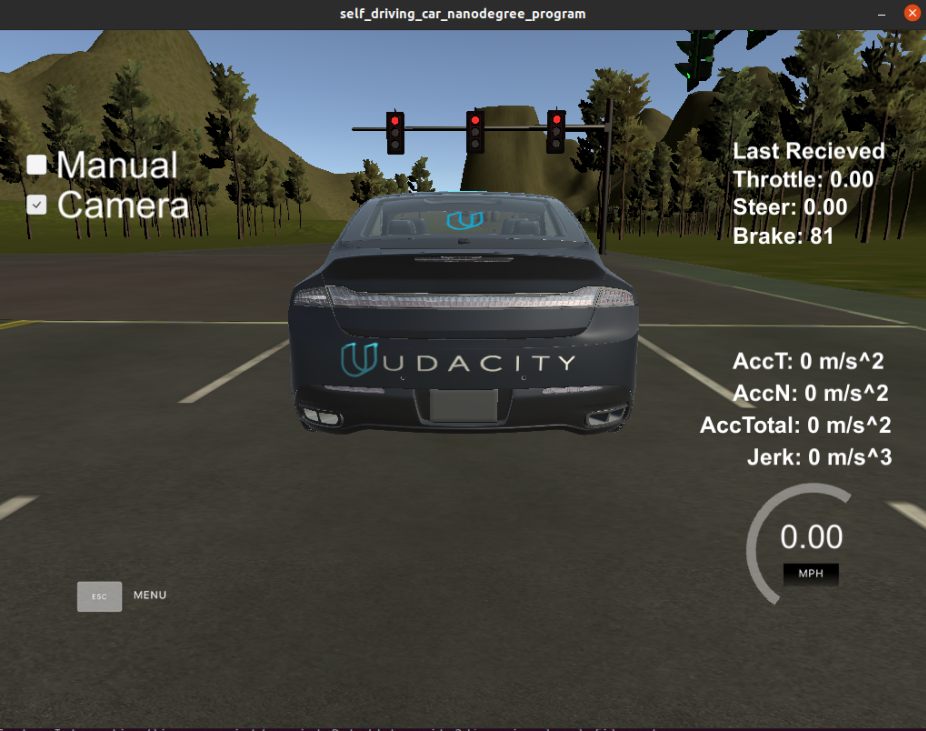 self_driving_car_nanodegree_program
Manual
Camera
Last Recieved
Throttle: 0.00
Steer: 0.00
Brake: 81
UDACITY
AccT: 0 m/s^2
AccN: 0 m/s^2
AccTotal: 0 m/s^2
Jerk: 0 m/s^3
0.00
MPH
ESC
MENU